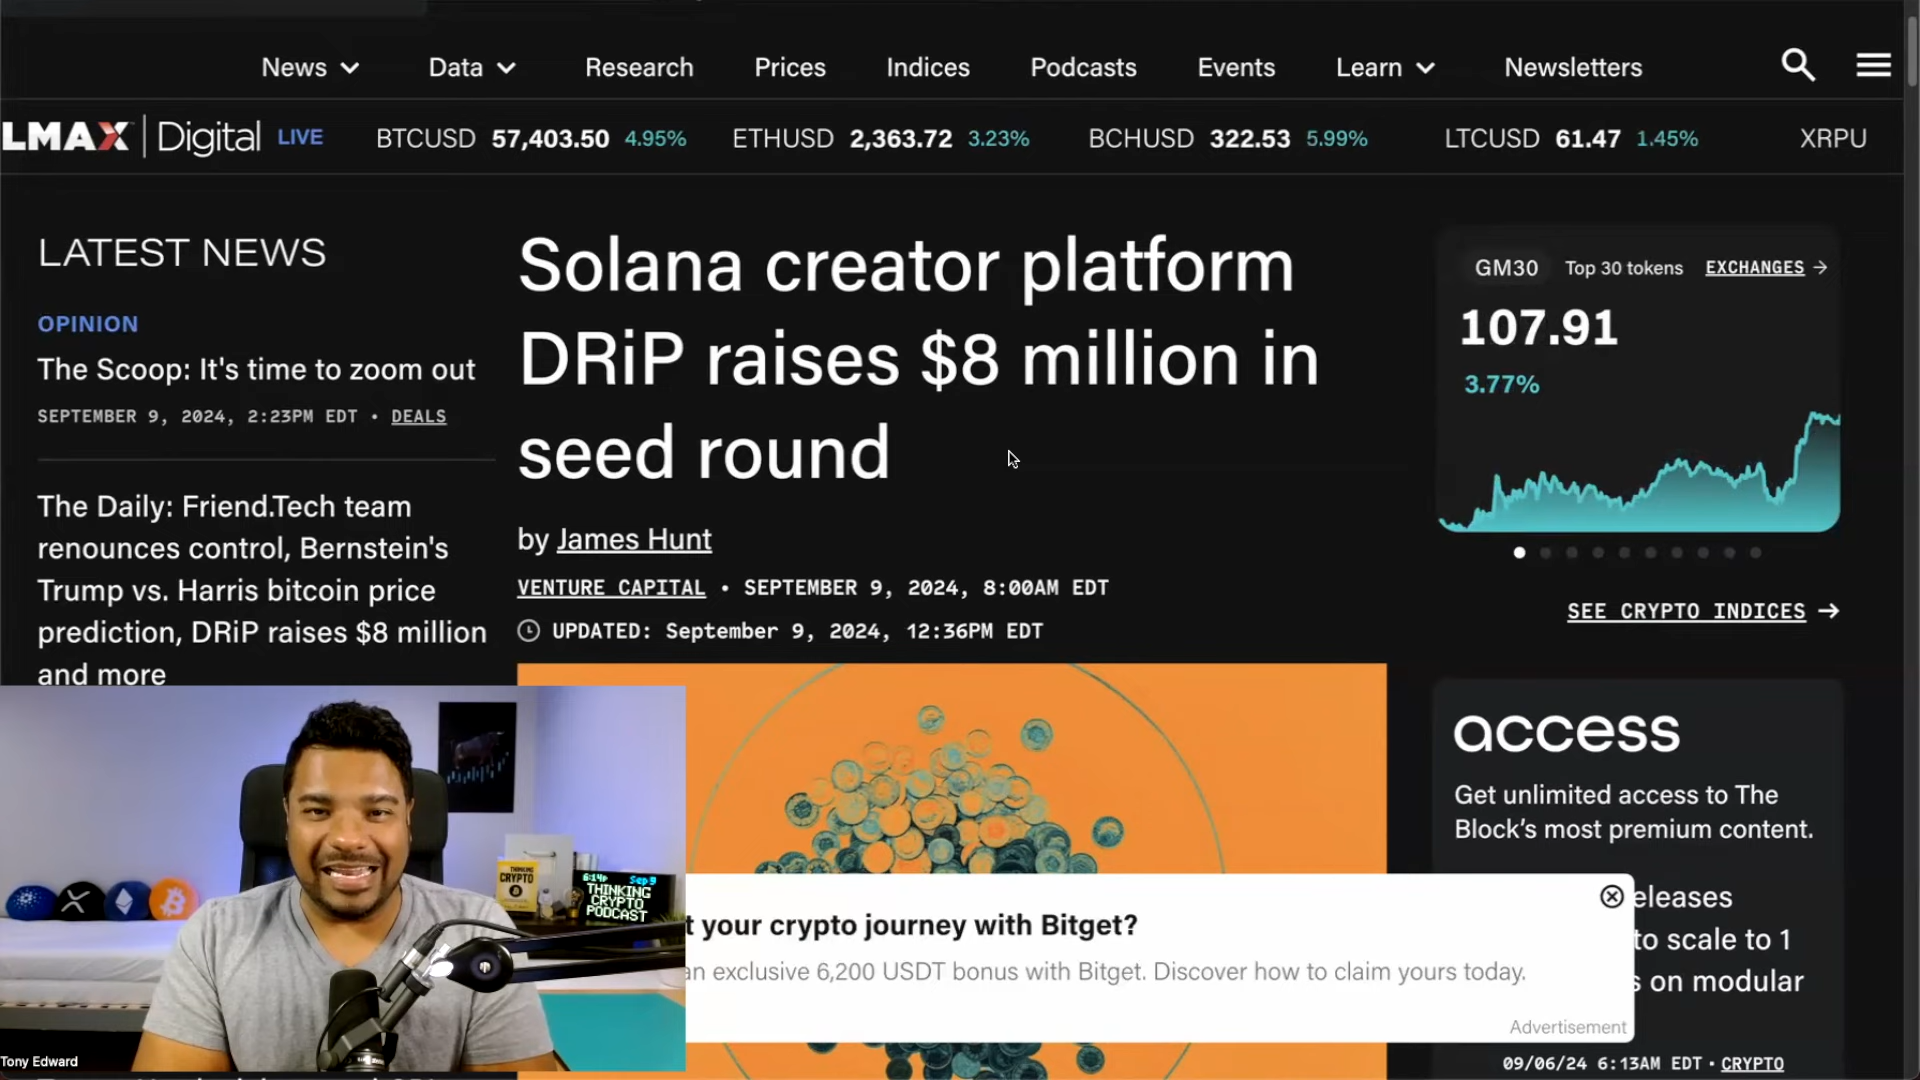 News Data Research Prices Indices Podcasts Events Learn Newsletters
LMAX Digital LIVE BTCUSD 57,403.50 4.95% ETHUSD 2,363.72 3.23% BCHUSD 322.53 5.99% LTCUSD 61.47 1.45% XRPU
LATEST NEWS
OPINION
The Scoop: It's time to zoom out
SEPTEMBER 9, 2024, 2:23PM EDT • DEALS
The Daily: Friend.Tech team
renounces control, Bernstein's
Trump vs. Harris bitcoin price
prediction, DRiP raises $8 million
and more
Solana creator platform
DRiP raises $8 million in
seed round
by James Hunt
VENTURE CAPITAL • SEPTEMBER 9, 2024, 8:00AM EDT
UPDATED: September 9, 2024, 12:36PM EDT
GM30 Top 30 tokens EXCHANGES →
107.91
3.77%
SEE CRYPTO INDICES →
access
Get unlimited access to The
Block's most premium content.
eleases
to scale to 1
s on modular
09/06/24 6:13AM EDT • CRYPTO
t your crypto journey with Bitget?
an exclusive 6,200 USDT bonus with Bitget. Discover how to claim yours today.
Advertisement
THINKING
CRYPTO
6:14P Sep 9
THINKING
CRYPTO
PODCAST
Tony Edward